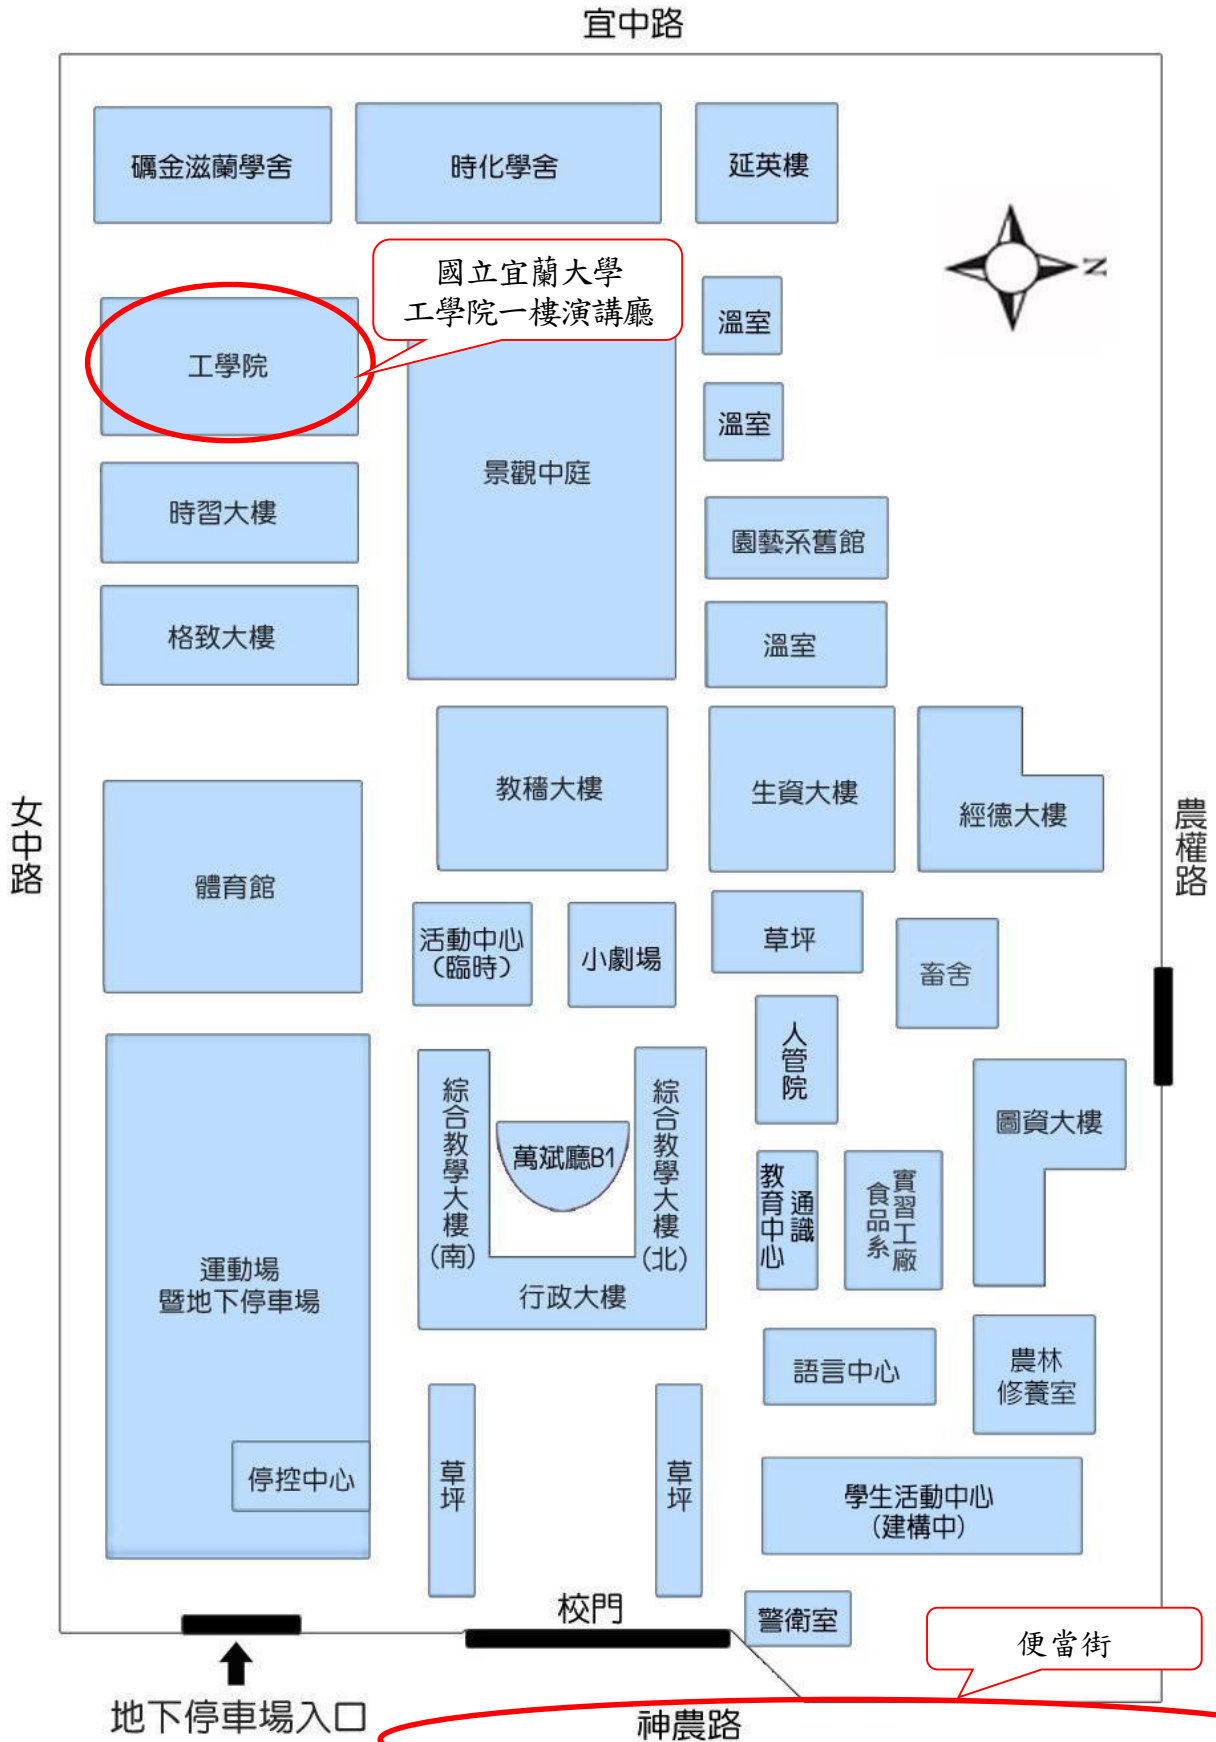 宜中路
礪金滋蘭學舍
時化學舍
延英樓
國立宜蘭大學
工學院一樓演講廳
N
溫室
工學院
溫室
景觀中庭
時習大樓
園藝系舊館
格致大樓
溫室
教穡大樓
生資大樓
經德大樓
女中路
農權路
體育館
活動中心
(臨時)
小劇場
草坪
畜舍
人管院
綜合教學大樓(南)
萬斌廳B1
綜合教學大樓(北)
圖資大樓
通識
教育中心
實習工廠
食品系
運動場
暨地下停車場
行政大樓
語言中心
農林
修養室
停控中心
草坪
草坪
學生活動中心
(建構中)
校門
警衛室
便當街
地下停車場入口
神農路